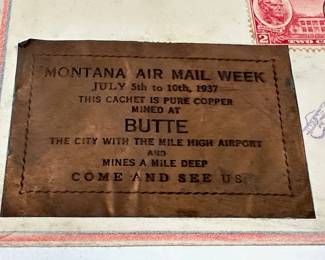 MONTANA AIR MAIL WEEK
JULY 5th to 10th, 1937
THIS CACHET IS PURE COPPER
MINED AT
BUTTE
THE CITY WITH THE MILE HIGH AIRPORT
AND
MINES A MILE DEEP
COME AND SEE US
2